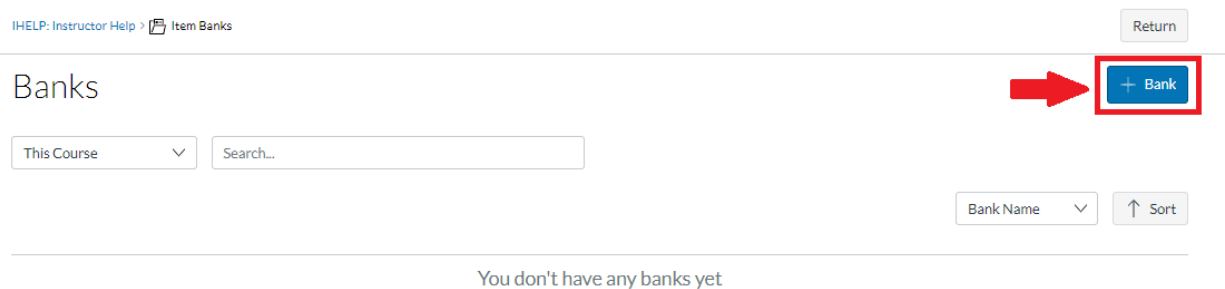 IHELP: Instructor Help > Item Banks
Return
Banks
+ Bank
This Course
Search...
Bank Name
↑ Sort
You don't have any banks yet